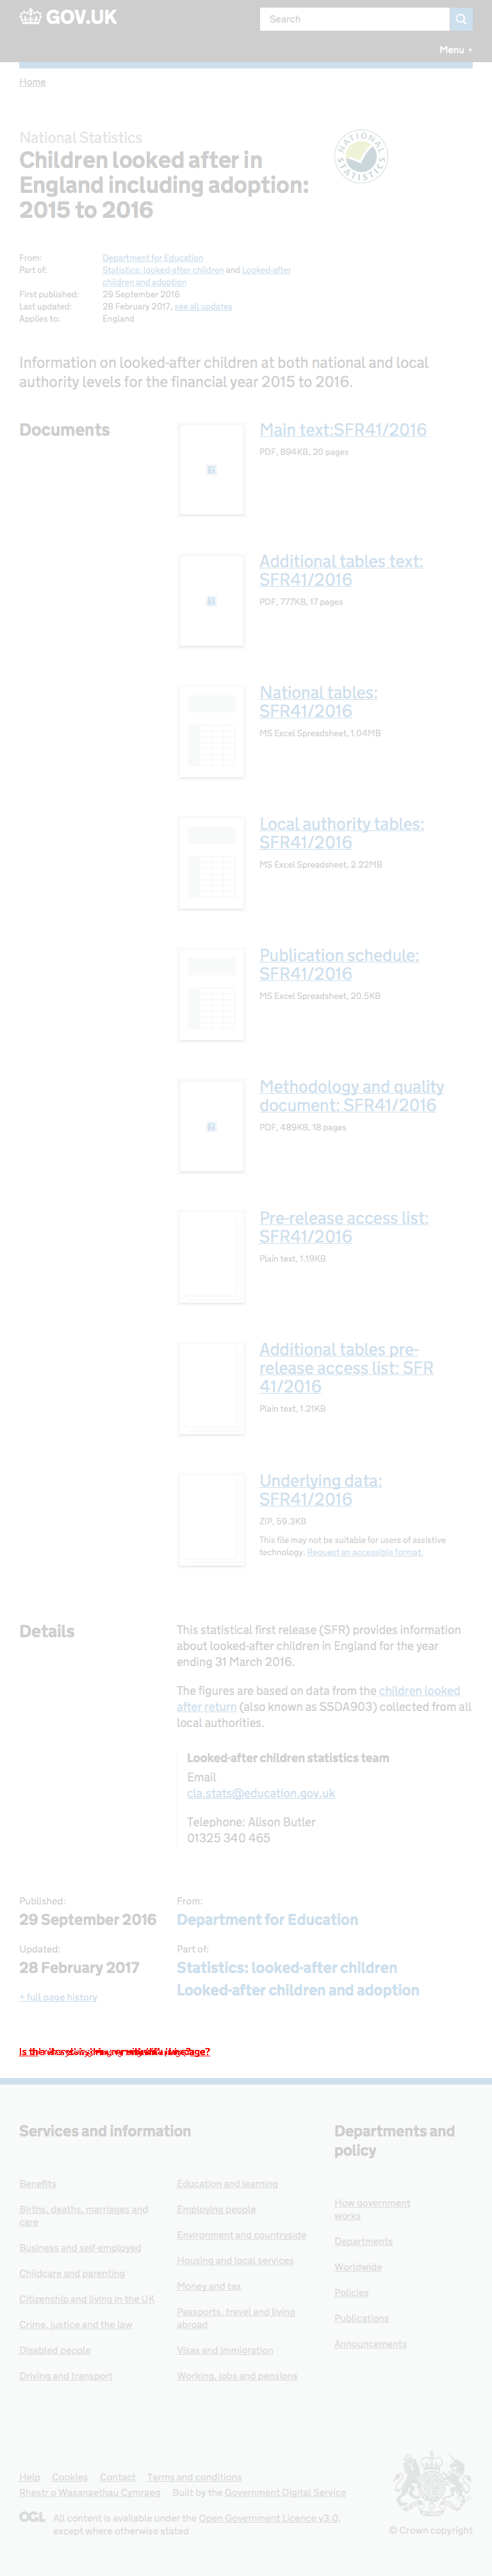 GOV.UK
Search
Menu
Home
National Statistics
NATIONAL STATISTICS
Children looked after in
England including adoption:
2015 to 2016
From: Department for Education
Part of: Statistics: looked-after children and Looked-after
children and adoption
First published: 29 September 2016
Last updated: 28 February 2017, see all updates
Applies to: England
Information on looked-after children at both national and local
authority levels for the financial year 2015 to 2016.
Documents
Main text:SFR41/2016
PDF, 894KB, 20 pages
Additional tables text:
SFR41/2016
PDF, 777KB, 17 pages
National tables:
SFR41/2016
MS Excel Spreadsheet, 1.04MB
Local authority tables:
SFR41/2016
MS Excel Spreadsheet, 2.22MB
Publication schedule:
SFR41/2016
MS Excel Spreadsheet, 20.5KB
Methodology and quality
document: SFR41/2016
PDF, 489KB, 18 pages
Pre-release access list:
SFR41/2016
Plain text, 1.19KB
Additional tables pre-
release access list: SFR
41/2016
Plain text, 1.21KB
Underlying data:
SFR41/2016
ZIP, 59.3KB
This file may not be suitable for users of assistive
technology. Request an accessible format.
Details
This statistical first release (SFR) provides information
about looked-after children in England for the year
ending 31 March 2016.
The figures are based on data from the children looked
after return (also known as SSDA903) collected from all
local authorities.
Looked-after children statistics team
Email
cla.stats@education.gov.uk
Telephone: Alison Butler
01325 340 465
Published:
29 September 2016
From:
Department for Education
Updated:
28 February 2017
+ full page history
Part of:
Statistics: looked-after children
Looked-after children and adoption
Services and information
Benefits
Births, deaths, marriages and
care
Business and self-employed
Childcare and parenting
Citizenship and living in the UK
Crime, justice and the law
Disabled people
Driving and transport
Education and learning
Employing people
Environment and countryside
Housing and local services
Money and tax
Passports, travel and living
abroad
Visas and immigration
Working, jobs and pensions
Departments and
policy
How government
works
Departments
Worldwide
Policies
Publications
Announcements
Help Cookies Contact Terms and conditions
Rhestr o Wasanaethau Cymraeg Built by the Government Digital Service
OGL All content is available under the Open Government Licence v3.0,
except where otherwise stated
© Crown copyright